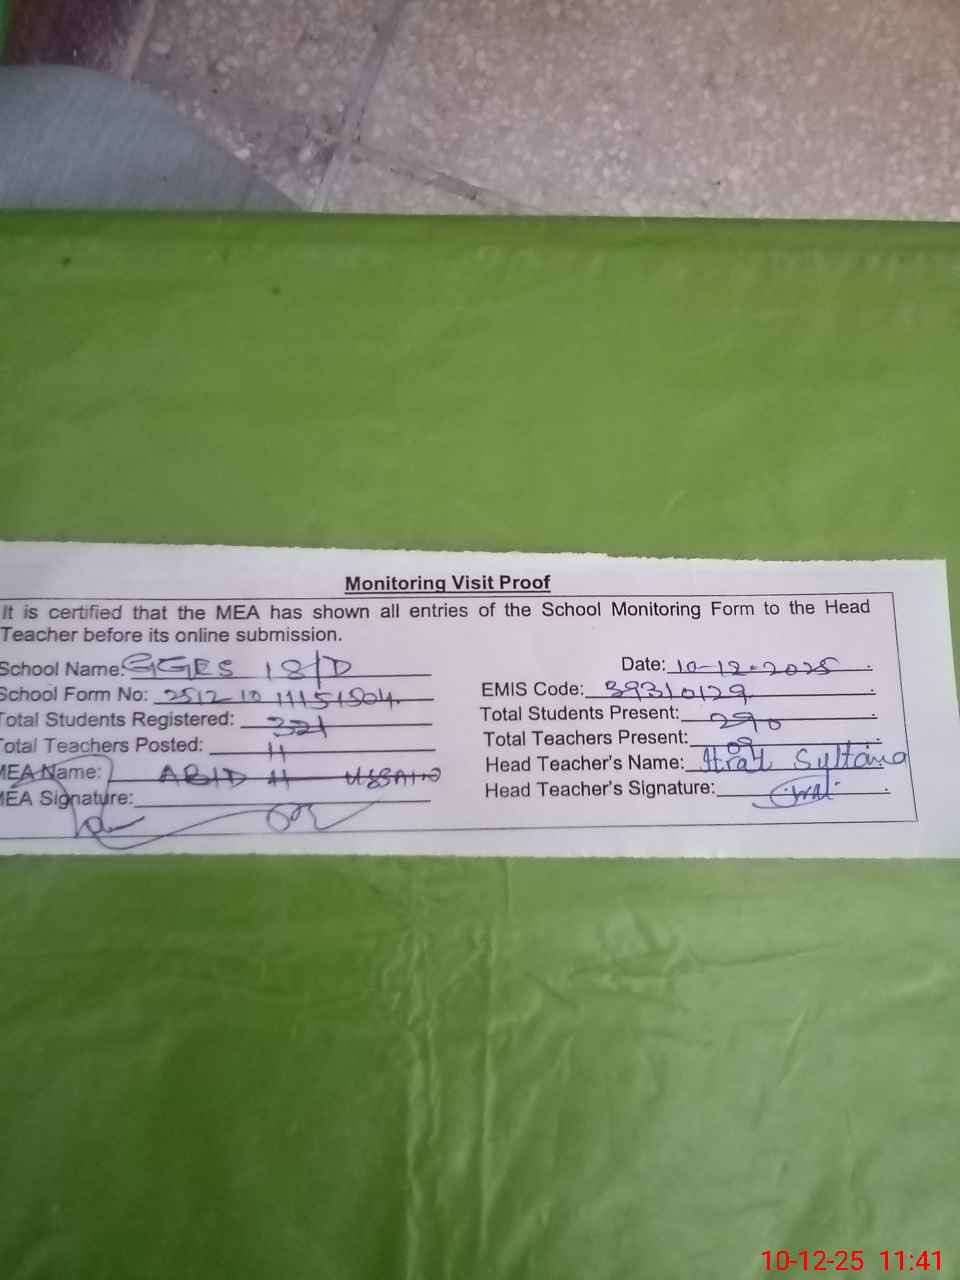 Monitoring Visit Proof
It is certified that the MEA has shown all entries of the School Monitoring Form to the Head
Teacher before its online submission.
School Name: GGES 18/D Date: 10-12-2025
School Form No: EMIS Code: 39310129
Total Students Registered: 321 Total Students Present: 290
Total Teachers Posted: 11 Total Teachers Present: 09
MEA Name: ABID HUSSAIN Head Teacher's Name: Sultana
MEA Signature: Head Teacher's Signature:
10-12-25 11:41